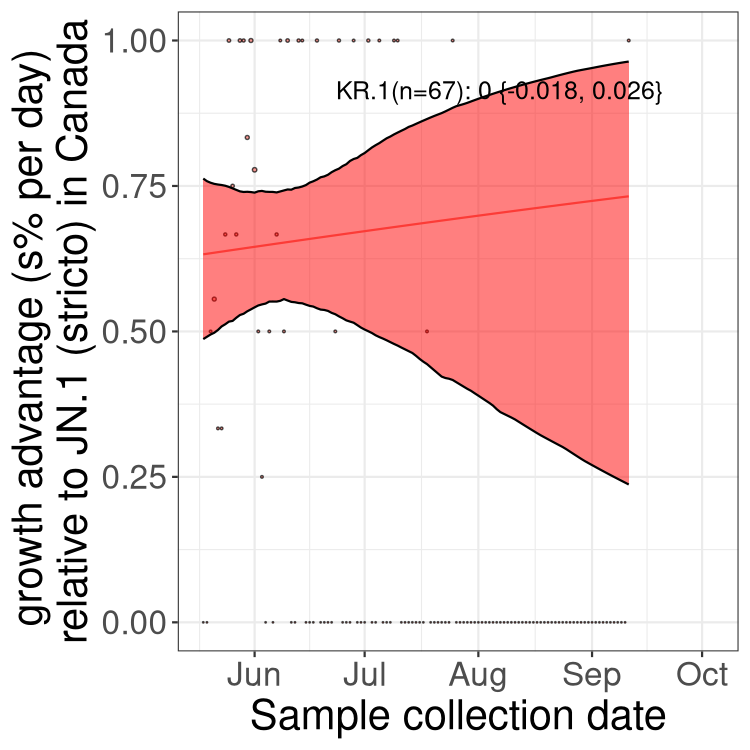 growth advantage (s% per day)
relative to JN.1 (stricto) in Canada
1.00
0.75
0.50
0.25
0.00
KR.1(n=67): 0 {-0.018, 0.026}
Jun Jul Aug Sep Oct
Sample collection date